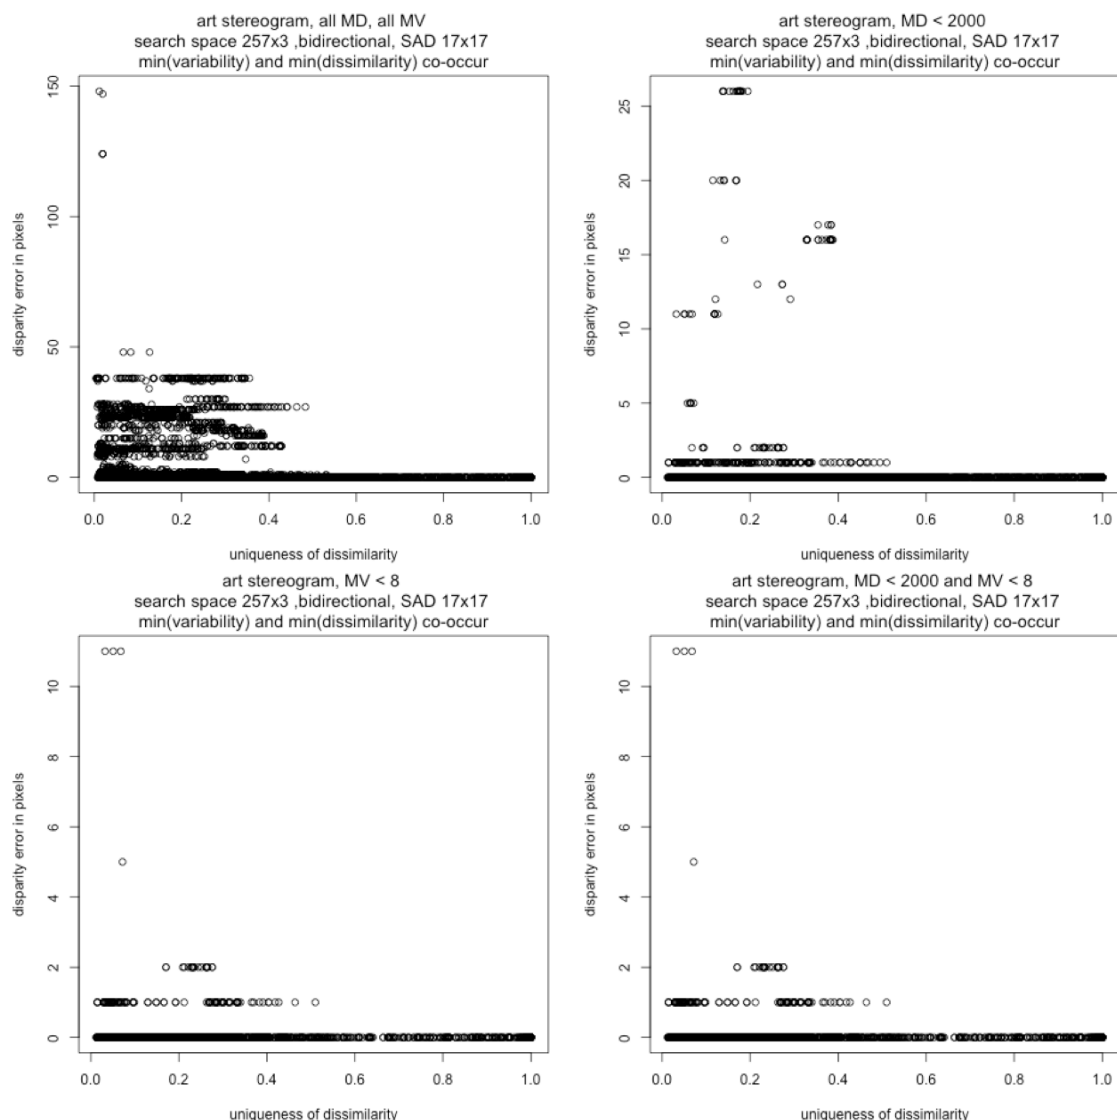 art stereogram, all MD, all MV
search space 257x3 ,bidirectional, SAD 17x17
min(variability) and min(dissimilarity) co-occur
150
100
50
0
disparity error in pixels
0.0 0.2 0.4 0.6 0.8 1.0
uniqueness of dissimilarity
art stereogram, MD < 2000
search space 257x3 ,bidirectional, SAD 17x17
min(variability) and min(dissimilarity) co-occur
25
20
15
10
5
0
disparity error in pixels
0.0 0.2 0.4 0.6 0.8 1.0
uniqueness of dissimilarity
art stereogram, MV < 8
search space 257x3 ,bidirectional, SAD 17x17
min(variability) and min(dissimilarity) co-occur
10
8
6
4
2
0
disparity error in pixels
0.0 0.2 0.4 0.6 0.8 1.0
uniqueness of dissimilarity
art stereogram, MD < 2000 and MV < 8
search space 257x3 ,bidirectional, SAD 17x17
min(variability) and min(dissimilarity) co-occur
10
8
6
4
2
0
disparity error in pixels
0.0 0.2 0.4 0.6 0.8 1.0
uniqueness of dissimilarity